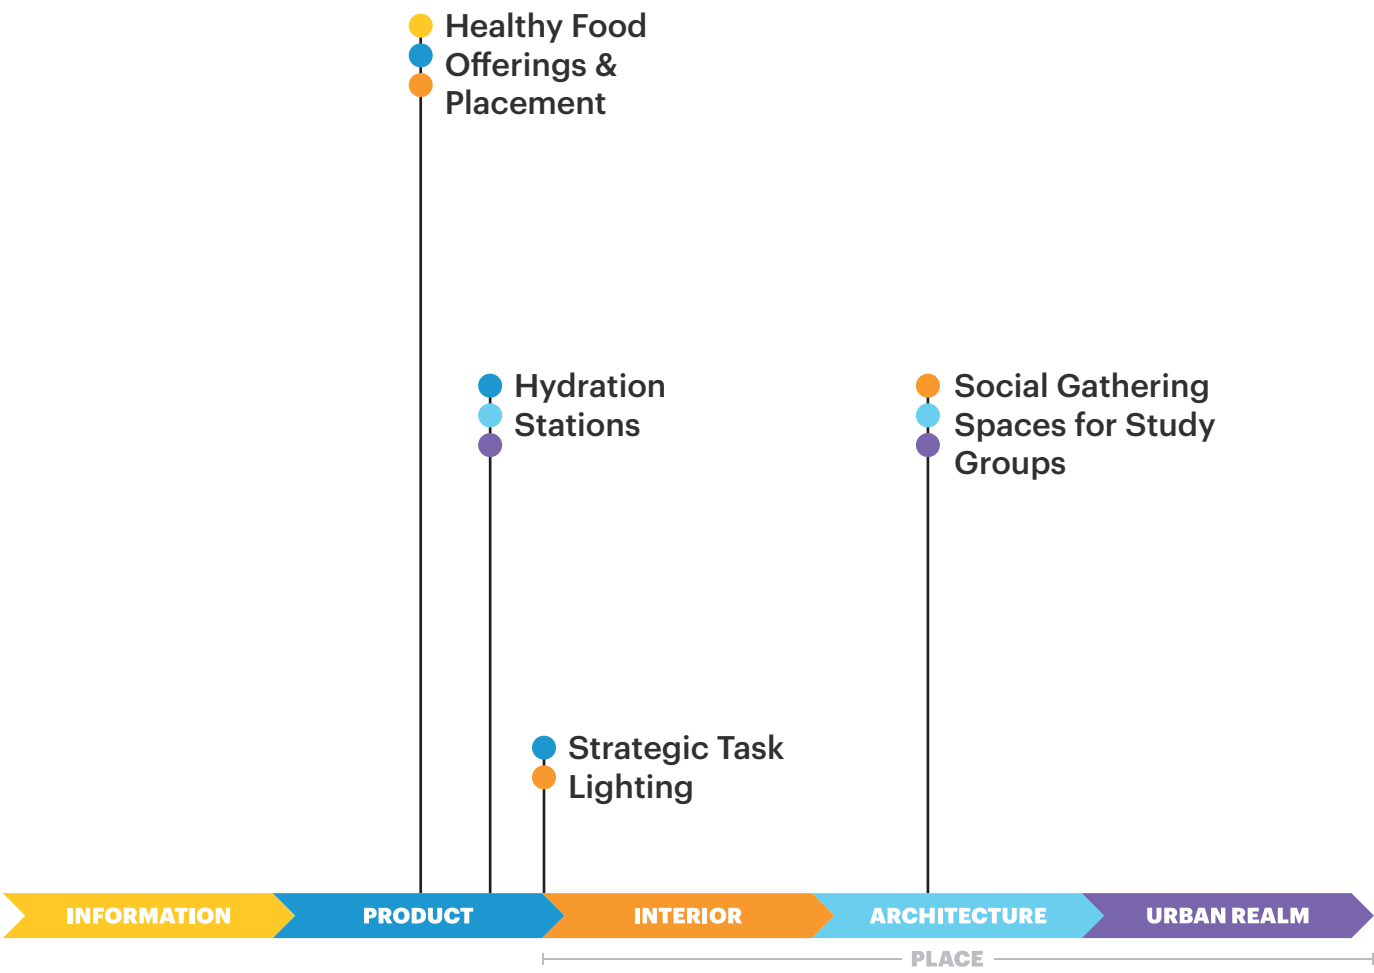 Healthy Food
Offerings &
Placement
Hydration
Stations
Social Gathering
Spaces for Study
Groups
Strategic Task
Lighting
INFORMATION
PRODUCT
INTERIOR
ARCHITECTURE
URBAN REALM
PLACE